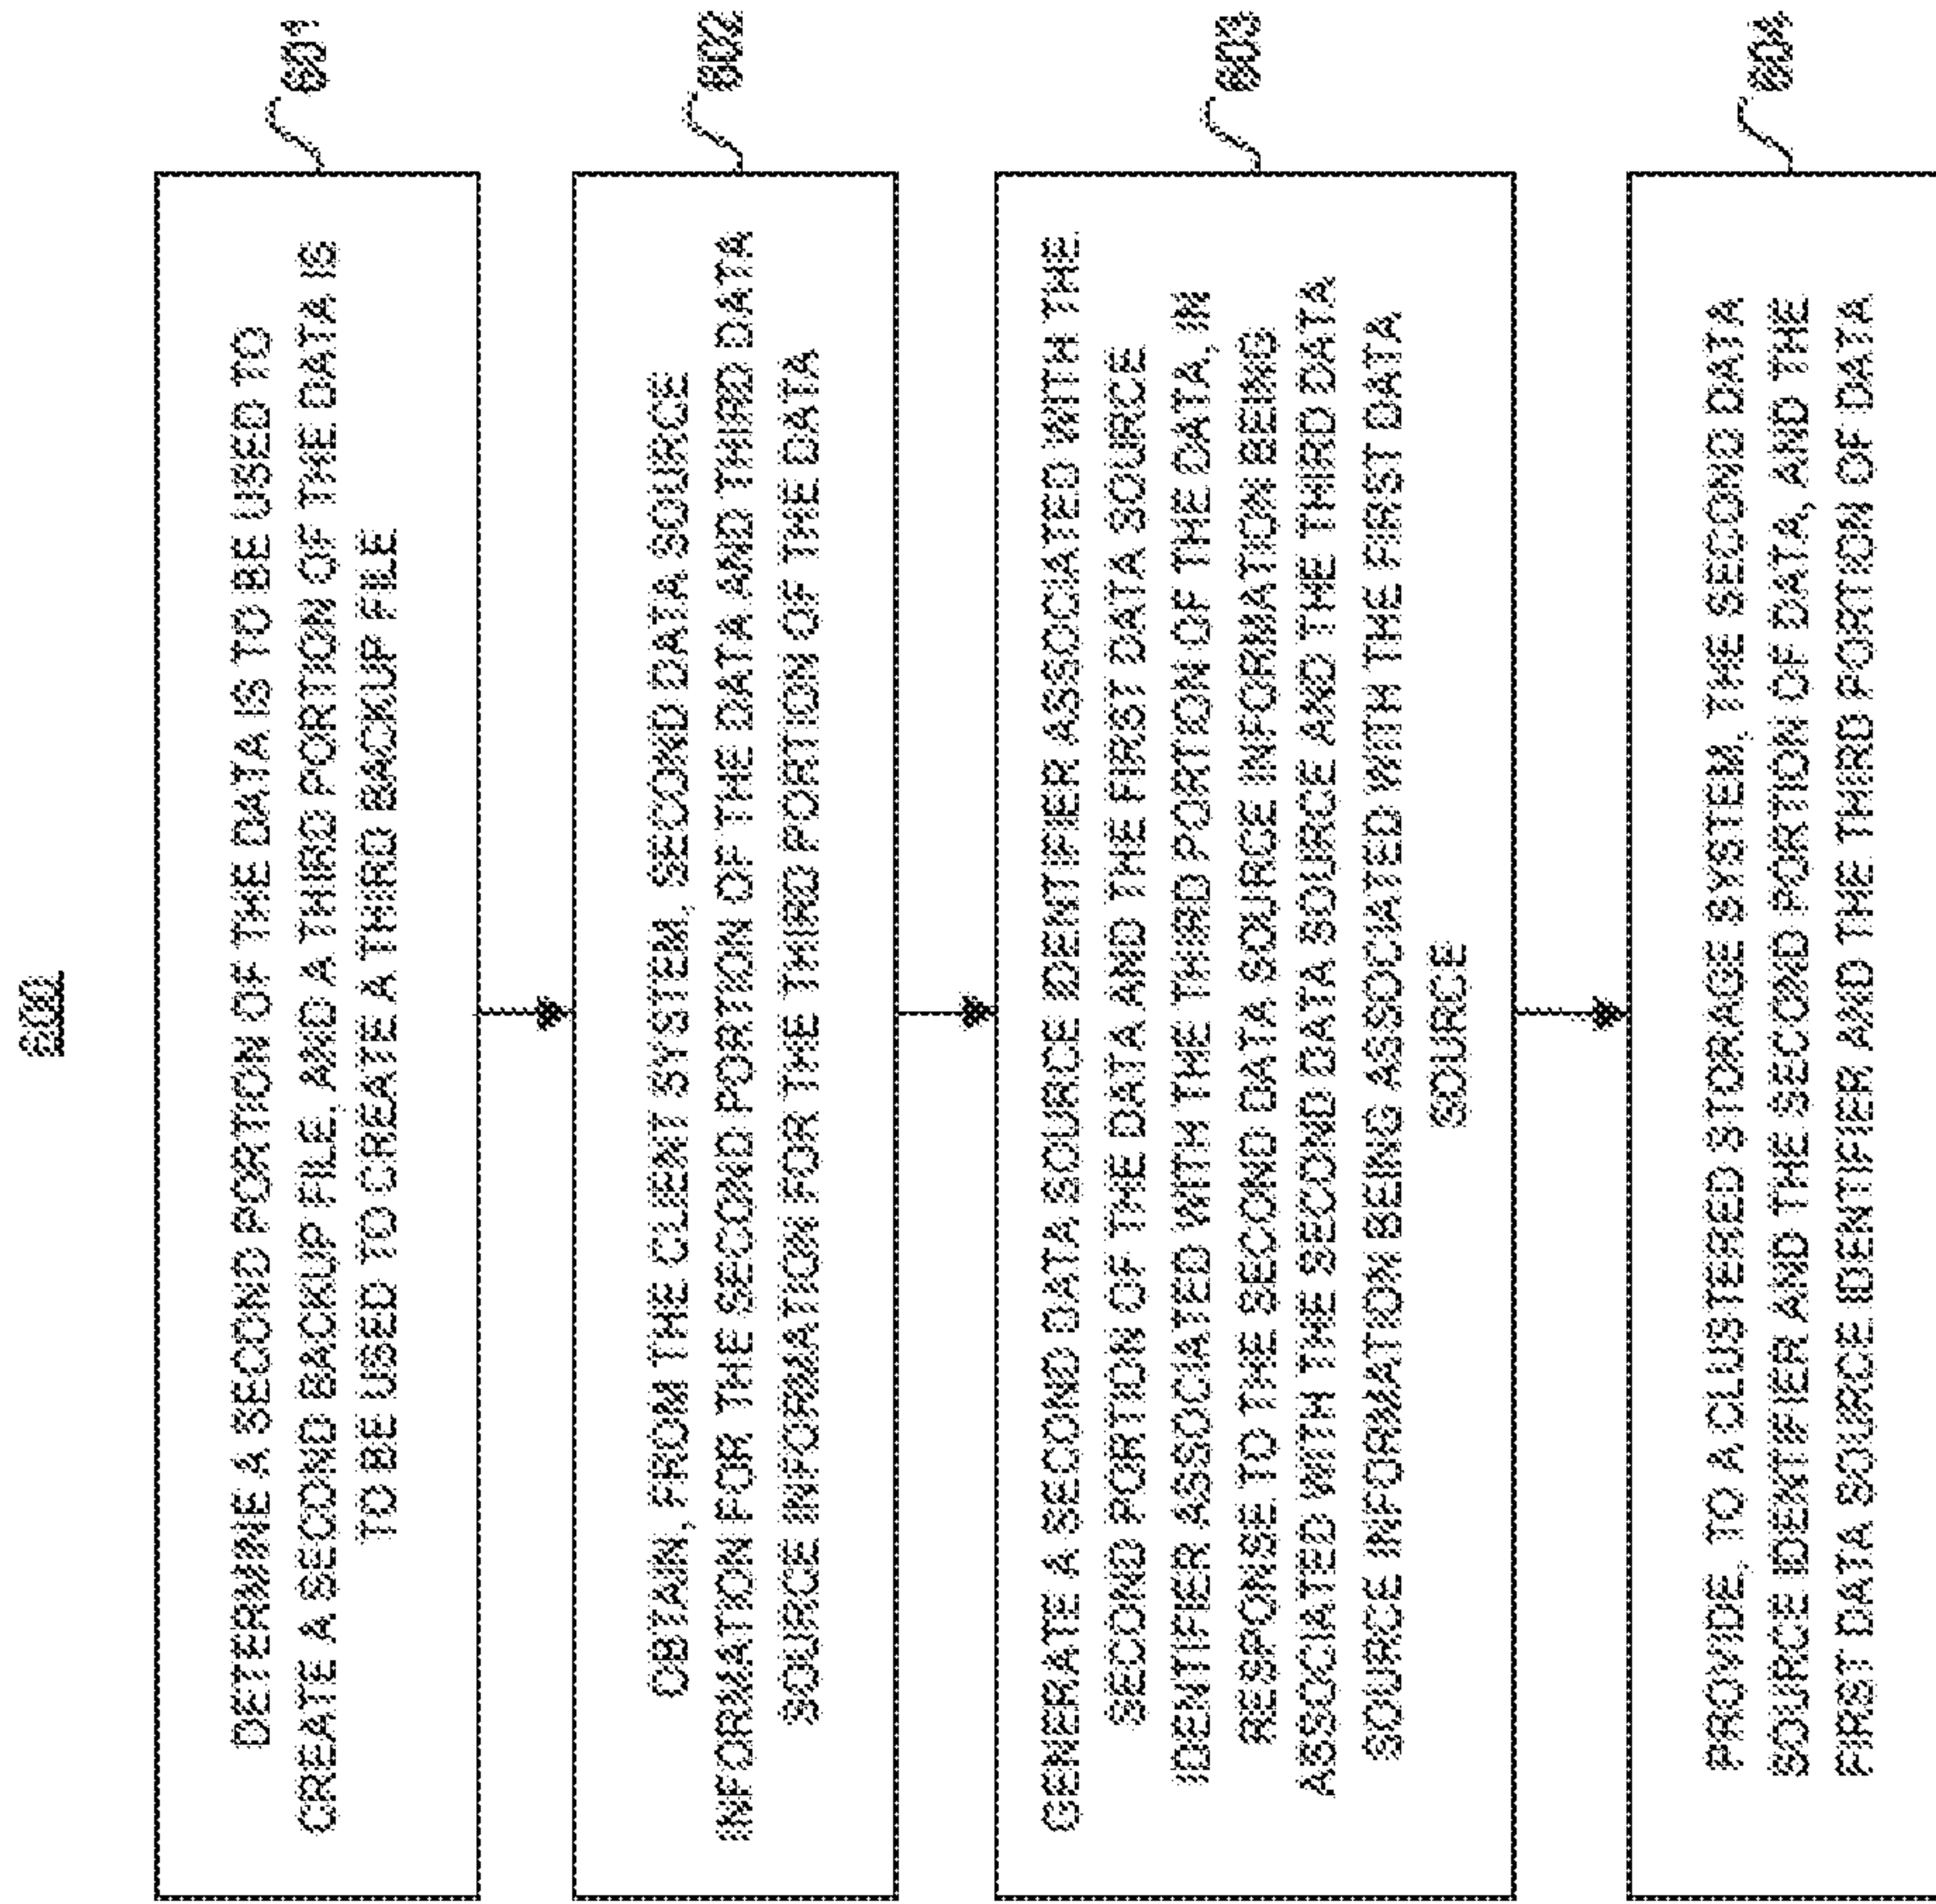 600
DETERMINE A SECOND PORTION OF THE DATA IS TO BE USED TO
CREATE A SECOND BACKUP FILE, AND A THIRD PORTION OF THE DATA IS
TO BE USED TO CREATE A THIRD BACKUP FILE
601
OBTAIN, FROM THE CLIENT SYSTEM, SECOND DATA SOURCE
INFORMATION FOR THE SECOND PORTION OF THE DATA AND THIRD DATA
SOURCE INFORMATION FOR THE THIRD PORTION OF THE DATA
602
GENERATE A SECOND DATA SOURCE IDENTIFIER ASSOCIATED WITH THE
SECOND PORTION OF THE DATA AND THE FIRST DATA SOURCE
IDENTIFIER ASSOCIATED WITH THE THIRD PORTION OF THE DATA, IN
RESPONSE TO THE SECOND DATA SOURCE INFORMATION BEING
ASSOCIATED WITH THE SECOND DATA SOURCE AND THE THIRD DATA
SOURCE INFORMATION BEING ASSOCIATED WITH THE FIRST DATA
SOURCE
603
PROVIDE, TO A CLUSTERED STORAGE SYSTEM, THE SECOND DATA
SOURCE IDENTIFIER AND THE SECOND PORTION OF DATA, AND THE
FIRST DATA SOURCE IDENTIFIER AND THE THIRD PORTION OF DATA
604